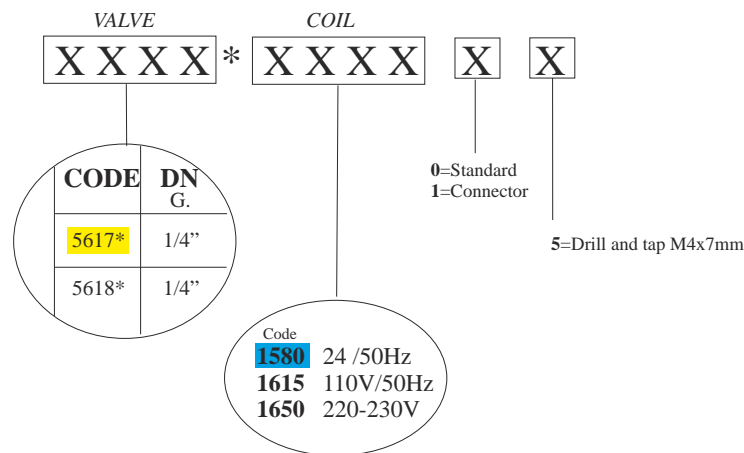 VALVE COIL
X X X X * X X X X X X
CODE DN
G.
5617* 1/4”
5618* 1/4”
0=Standard
1=Connector
5=Drill and tap M4x7mm
Code
1580 24 /50Hz
1615 110V/50Hz
1650 220-230V